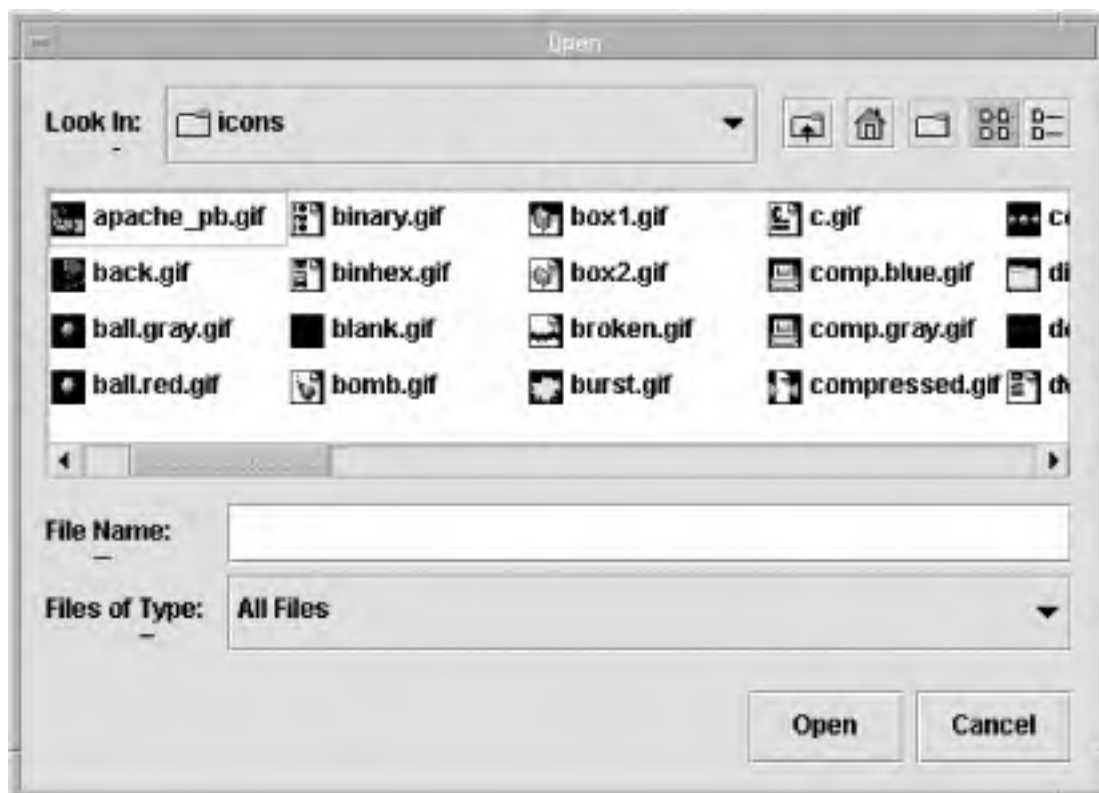 Open
Look In: icons
apache_pb.gif binary.gif box1.gif c.gif
back.gif binhex.gif box2.gif comp.blue.gif di
ball.gray.gif blank.gif broken.gif comp.gray.gif
ball.red.gif bomb.gif burst.gif compressed.gif
File Name:
Files of Type: All Files
Open Cancel